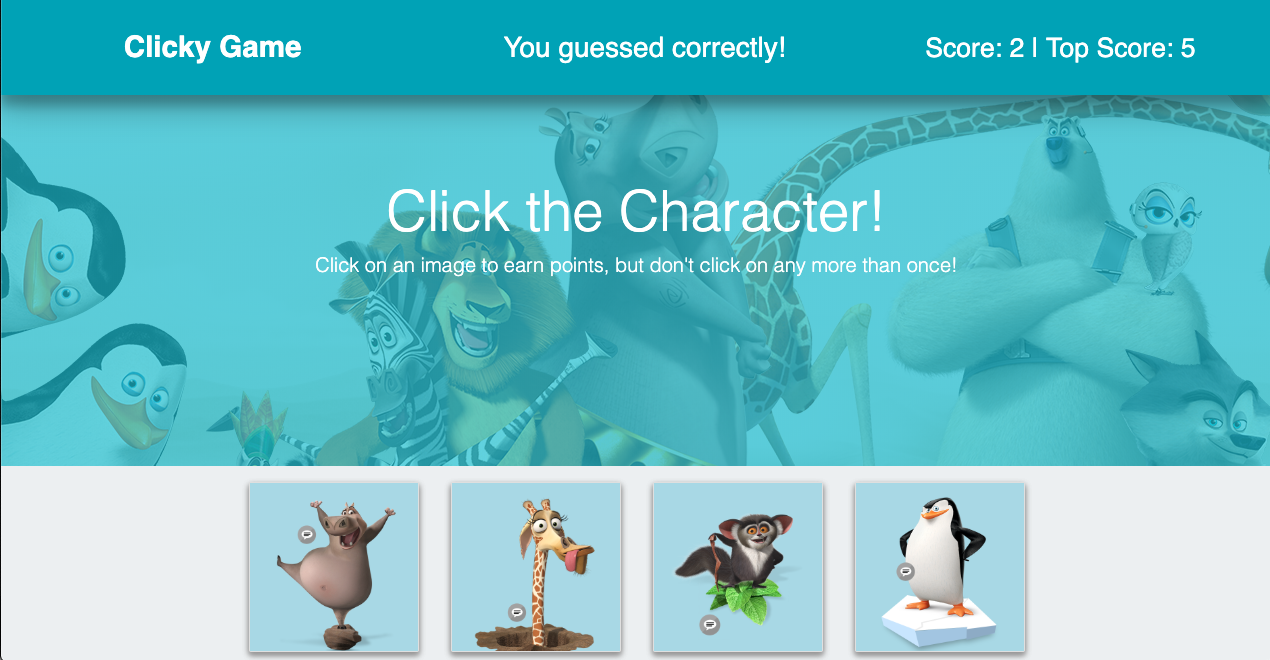 Clicky Game
You guessed correctly!
Score: 2 | Top Score: 5
Click the Character!
Click on an image to earn points, but don't click on any more than once!